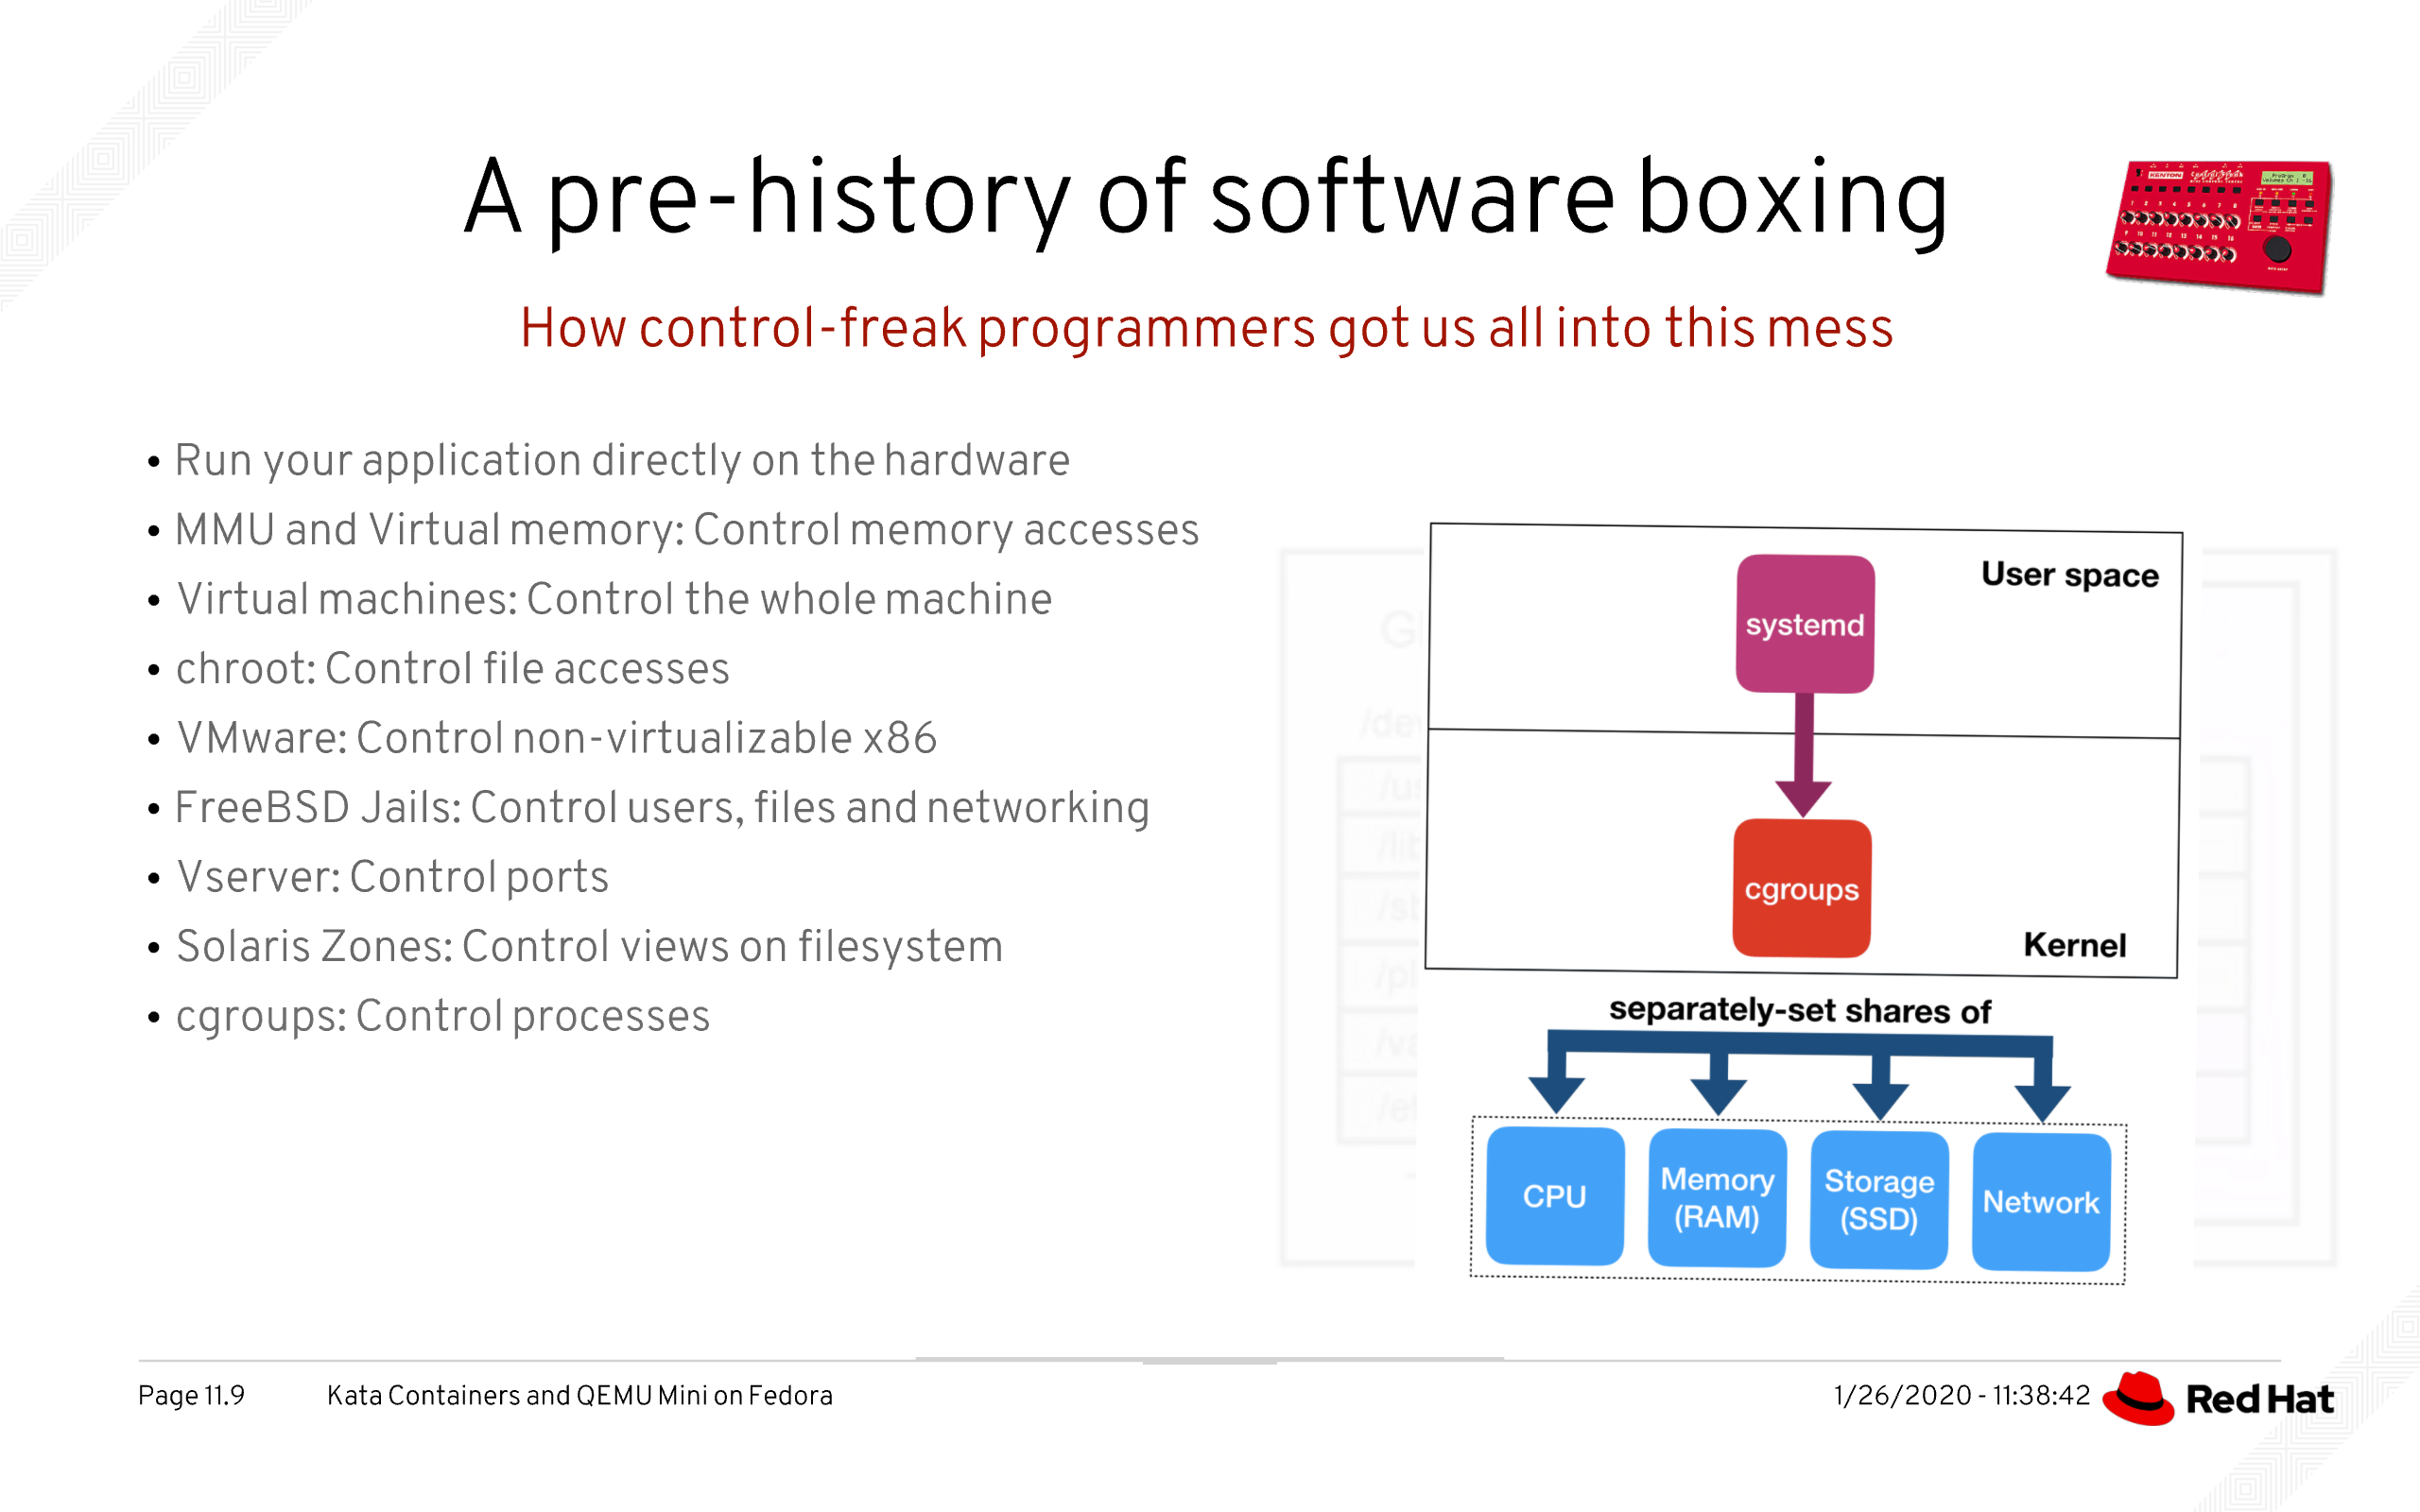 A pre-history of software boxing
How control-freak programmers got us all into this mess
KENTON
• Run your application directly on the hardware
• MMU and Virtual memory: Control memory accesses
• Virtual machines: Control the whole machine
• chroot: Control file accesses
• VMware: Control non-virtualizable x86
• FreeBSD Jails: Control users, files and networking
• Vserver: Control ports
• Solaris Zones: Control views on filesystem
• cgroups: Control processes
User space
systemd
cgroups
Kernel
separately-set shares of
CPU
Memory
(RAM)
Storage
(SSD)
Network
Page 11.9
Kata Containers and QEMU Mini on Fedora
1/26/2020 - 11:38:42
Red Hat